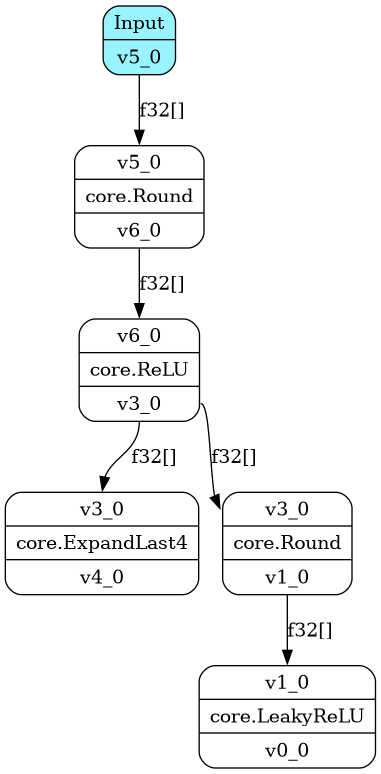 Input
v5_0
f32[]
v5_0
core.Round
v6_0
f32[]
v6_0
core.ReLU
v3_0
f32[]
f32[]
v3_0
core.ExpandLast4
v4_0
v3_0
core.Round
v1_0
f32[]
v1_0
core.LeakyReLU
v0_0